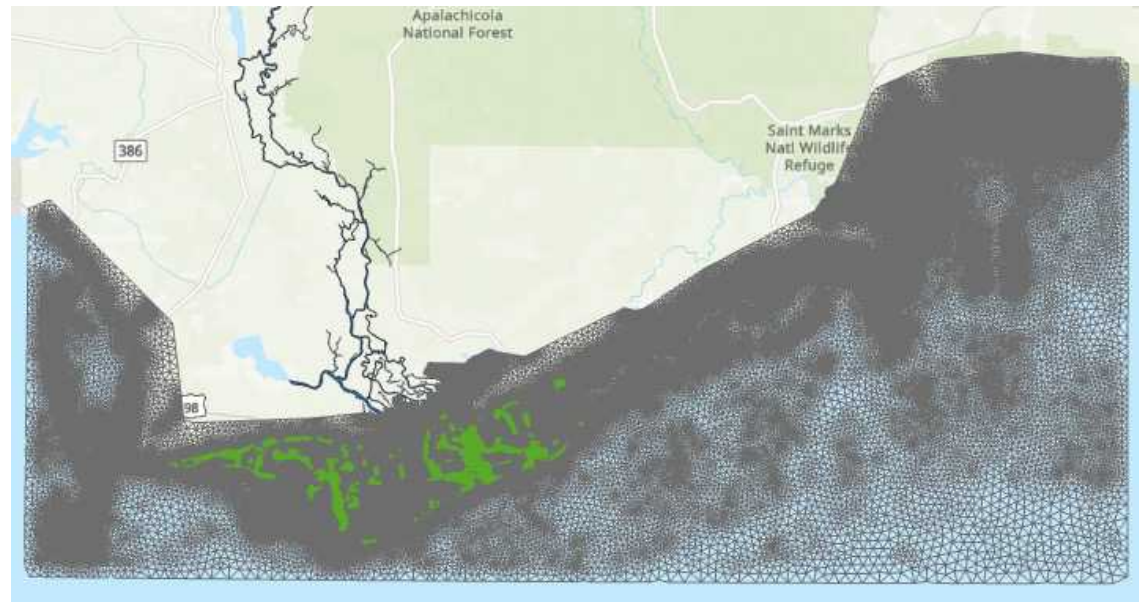 Apalachicola
National Forest
386
Saint Marks
Natl Wildlife
Refuge
98